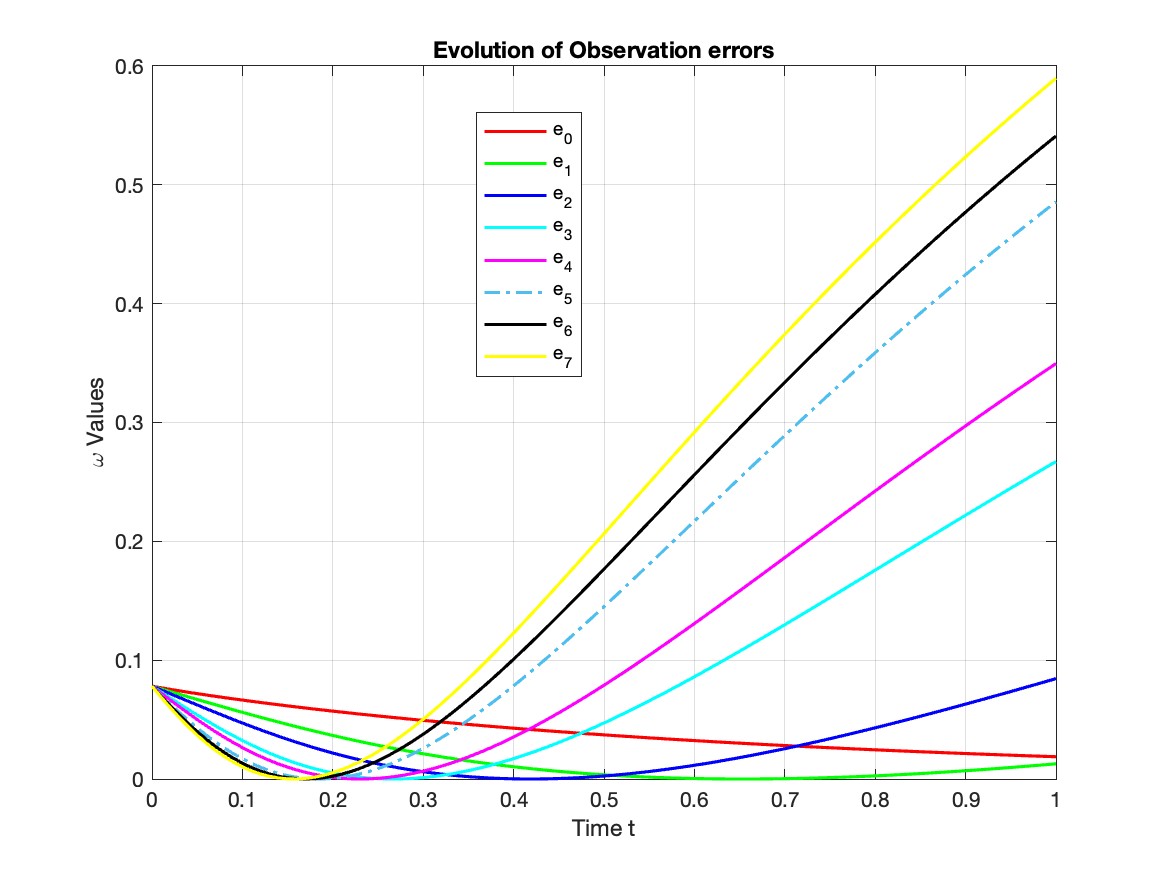 Evolution of Observation errors
0.6
0.5
0.4
0.3
0.2
0.1
0
ω Values
e0
e1
e2
e3
e4
e5
e6
e7
0 0.1 0.2 0.3 0.4 0.5 0.6 0.7 0.8 0.9 1
Time t